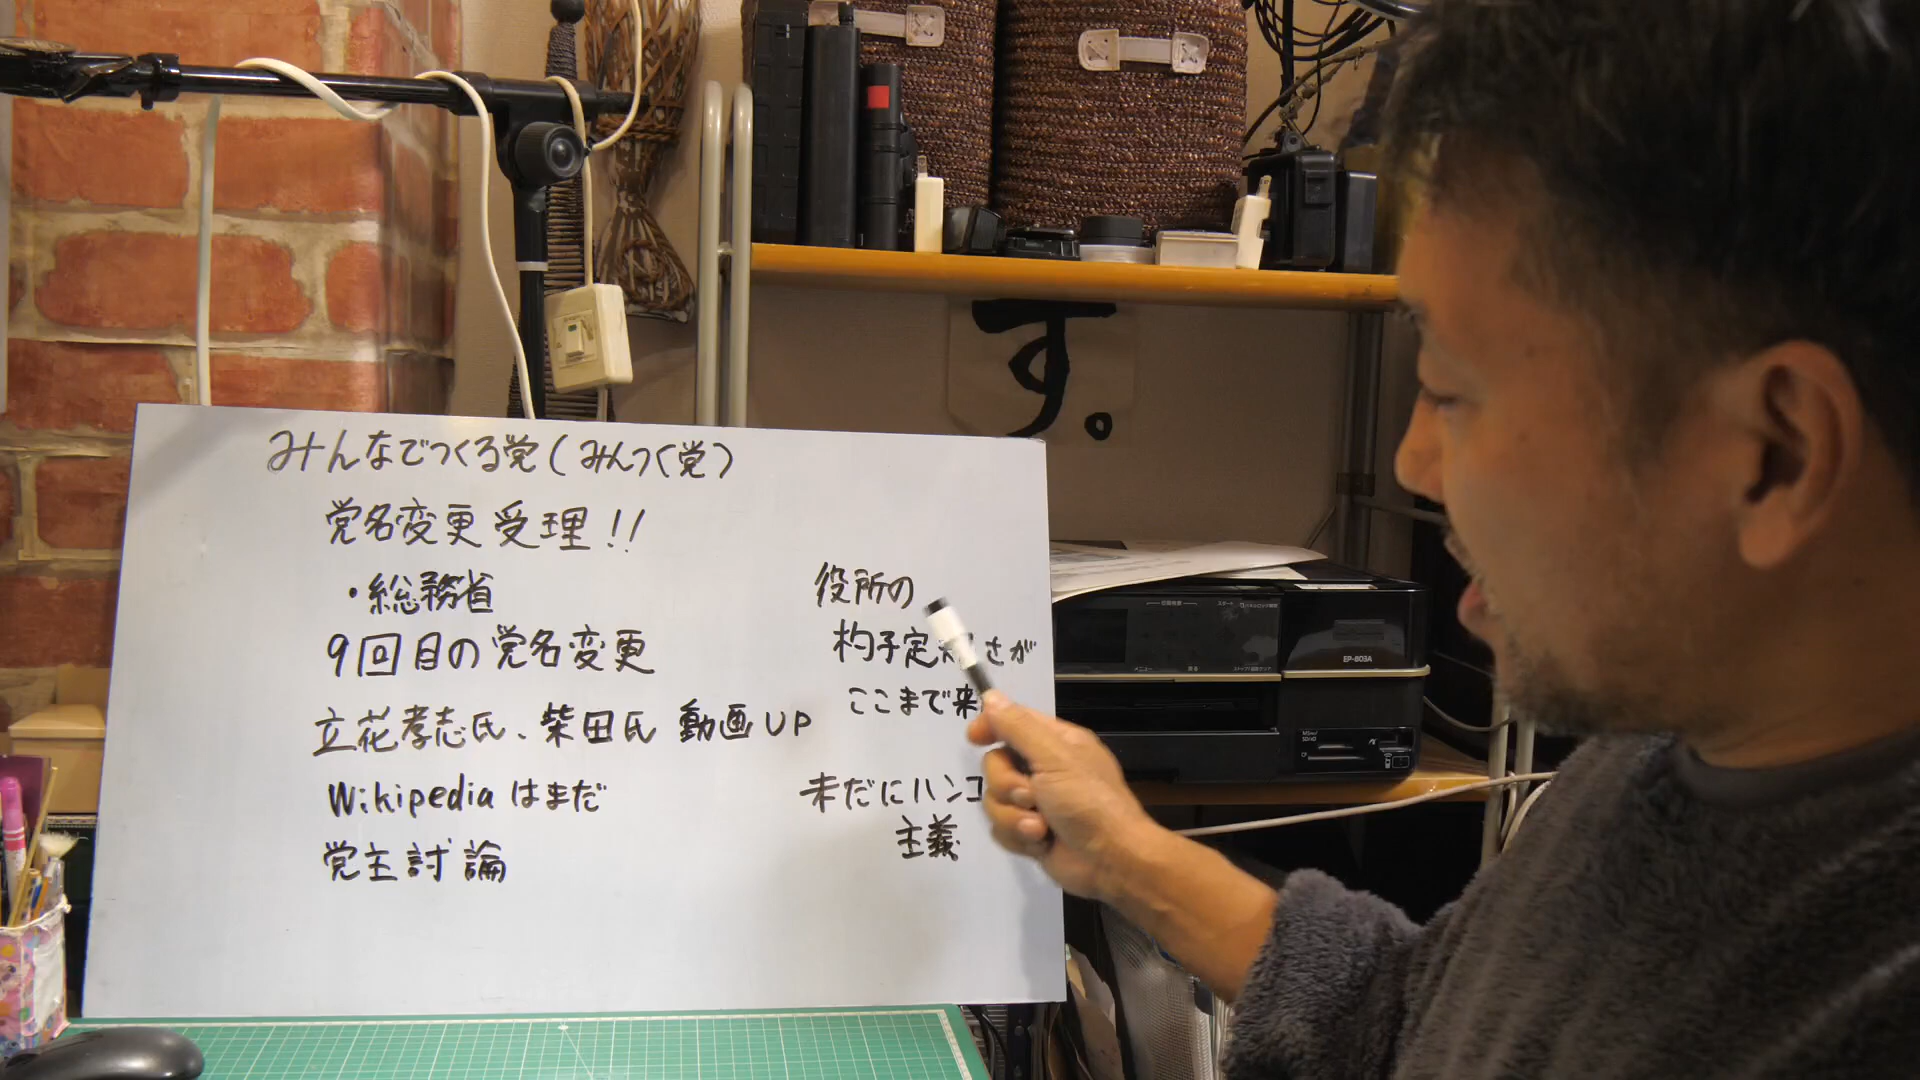 す。
みんなでつくる党(みんつく党)
党名変更受理!!
・総務省
9回目の党名変更
立花孝志氏、柴田氏 動画UP
Wikipediaはまだ
党主討論
役所の
杓子定 さが
ここまで来
未だにハンコ
主義
EP-803A